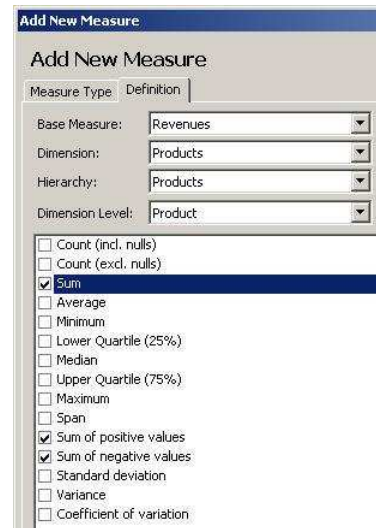 Add New Measure
Add New Measure
Measure Type Definition
Base Measure: Revenues
Dimension: Products
Hierarchy: Products
Dimension Level: Product
Count (incl. nulls)
Count (excl. nulls)
Sum
Average
Minimum
Lower Quartile (25%)
Median
Upper Quartile (75%)
Maximum
Span
Sum of positive values
Sum of negative values
Standard deviation
Variance
Coefficient of variation